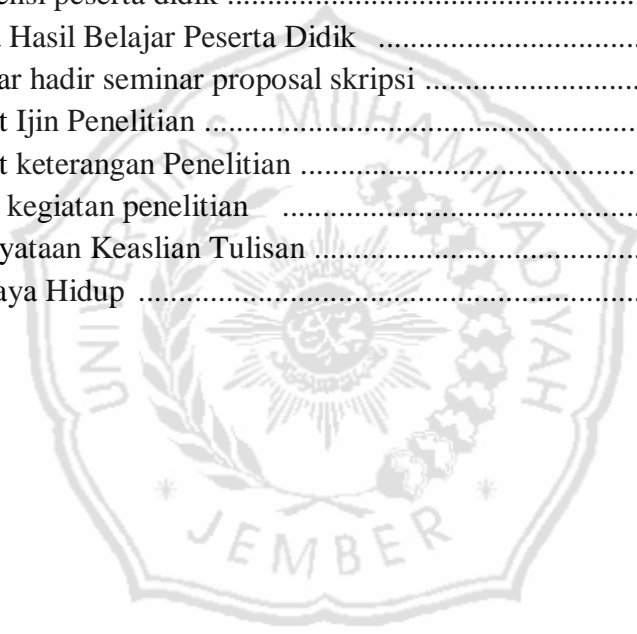 ensi peserta didik ......................................................
Hasil Belajar Peserta Didik ...................................
ar hadir seminar proposal skripsi .............................
t Ijin Penelitian .........................................................
t keterangan Penelitian .............................................
kegiatan penelitian ...............................................
yataan Keaslian Tulisan ...........................................
aya Hidup .................................................................
UNIVERSITAS MUHAMMADIYAH
JEMBER